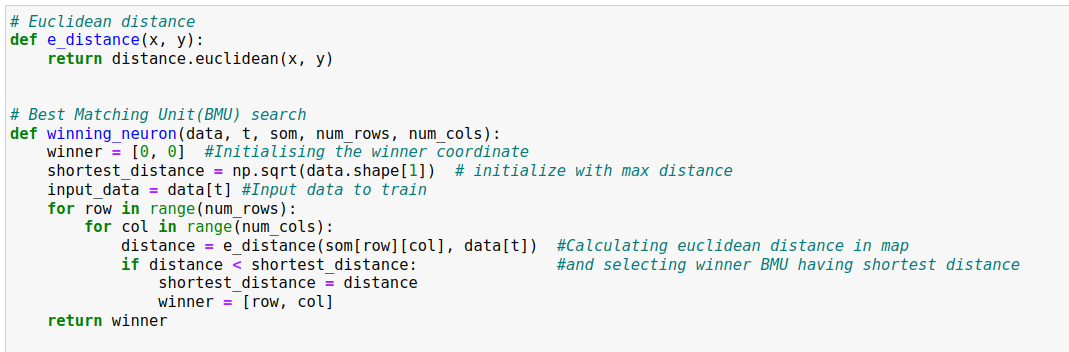 # Euclidean distance
def e_distance(x, y):
    return distance.euclidean(x, y)
# Best Matching Unit(BMU) search
def winning_neuron(data, t, som, num_rows, num_cols):
    winner = [0, 0]  #Initialising the winner coordinate
    shortest_distance = np.sqrt(data.shape[1])  # initialize with max distance
    input_data = data[t] #Input data to train
    for row in range(num_rows):
        for col in range(num_cols):
            distance = e_distance(som[row][col], data[t])  #Calculating euclidean distance in map
            if distance < shortest_distance:               #and selecting winner BMU having shortest distance
                shortest_distance = distance
                winner = [row, col]
    return winner